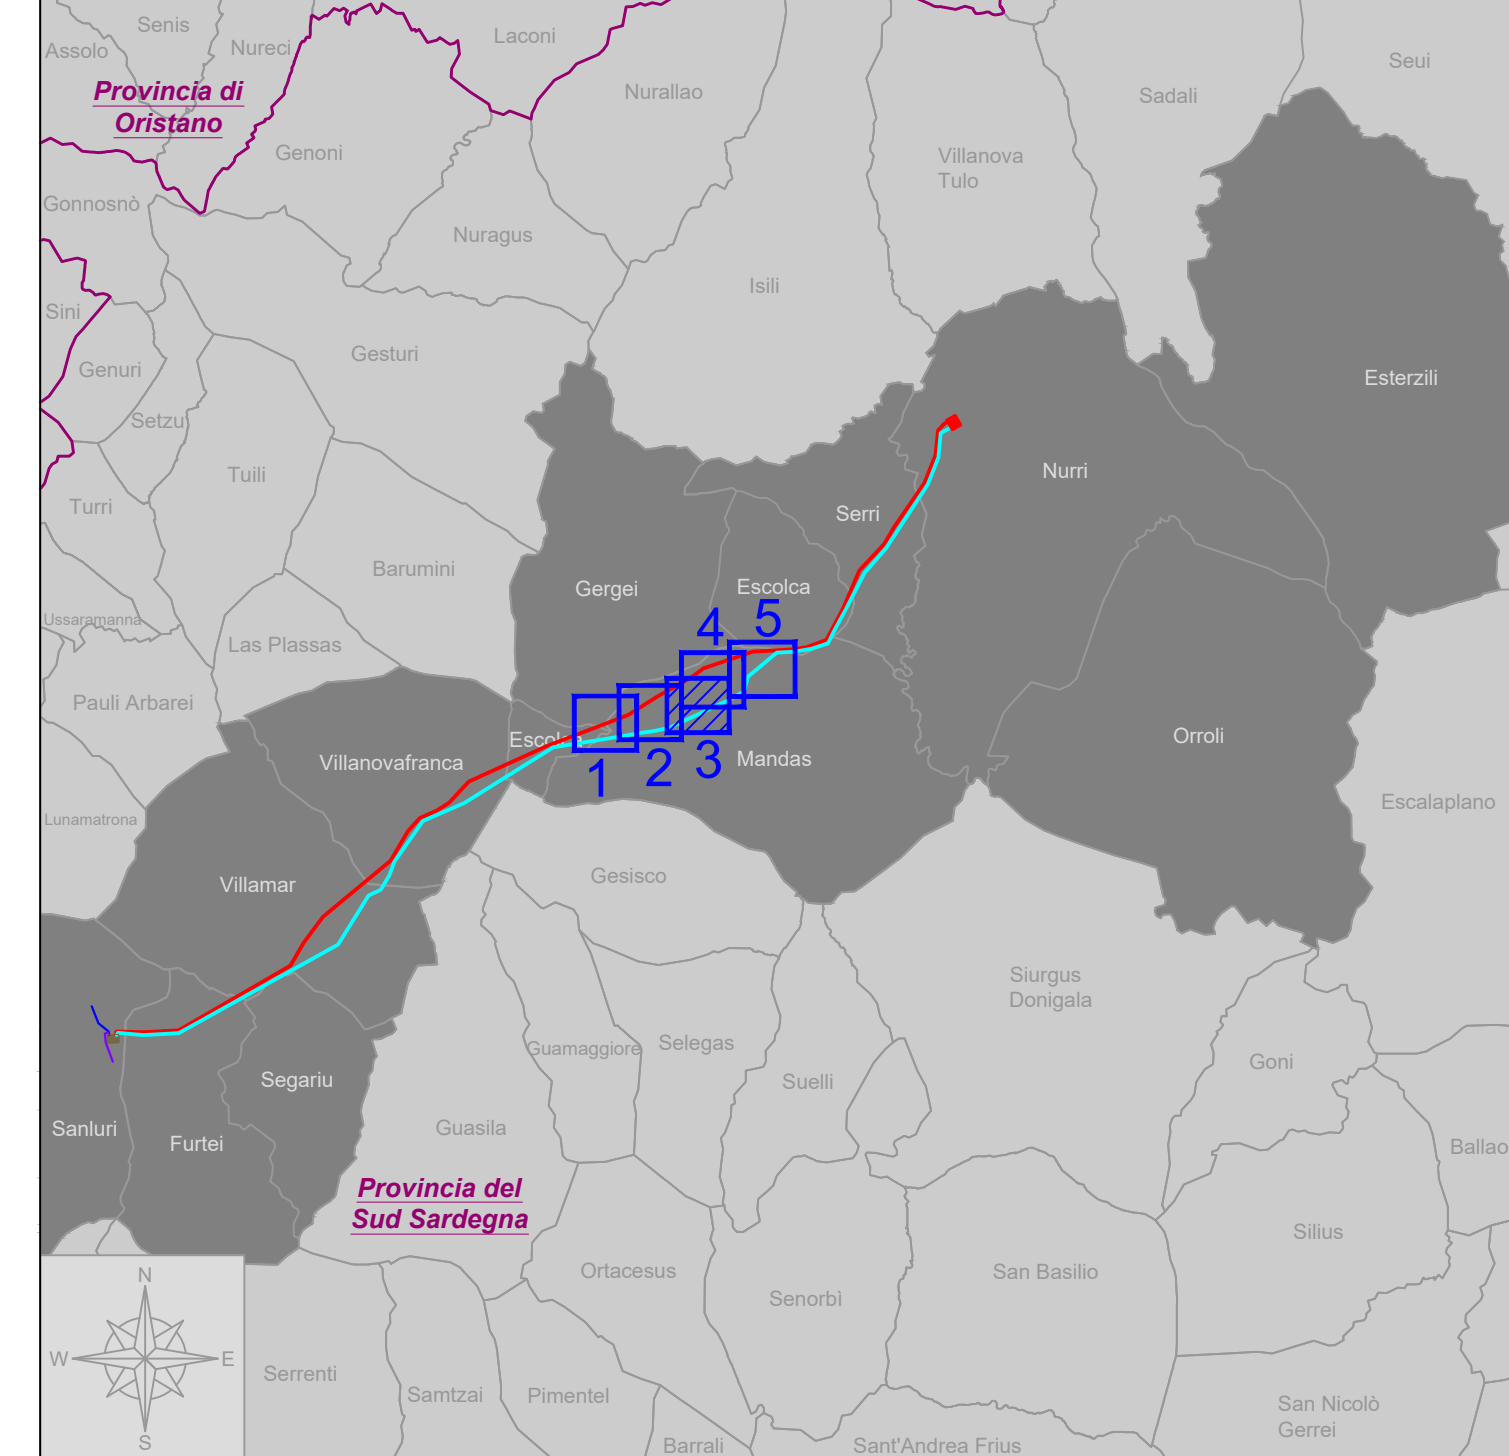 Senis
Assolo
Nureci
Laconi
Seui
Nurallao
Sadali
Provincia di
Oristano
Genoni
Villanova
Tulo
Gonnosnò
Nuragus
Isili
Sini
Gesturi
Genuri
Esterzili
Setzu
Tuili
Nurri
Turri
Serri
Barumini
Gergei
Escolca
Ussaramanna
Las Plassas
4
5
Pauli Arbarei
Escolca
Villanovafranca
1
2
3
Mandas
Orroli
Lunamatrona
Escalaplano
Villamar
Gesisco
Siurgus
Donigala
Guamaggiore
Selegas
Suelli
Goni
Segariu
Sanluri
Furtei
Guasila
Ballao
Provincia del
Sud Sardegna
Silius
Ortacesus
San Basilio
Senorbì
N
W
E
S
Serrenti
Samtzai
Pimentel
San Nicolò
Gerrei
Barrali
Sant'Andrea Frius